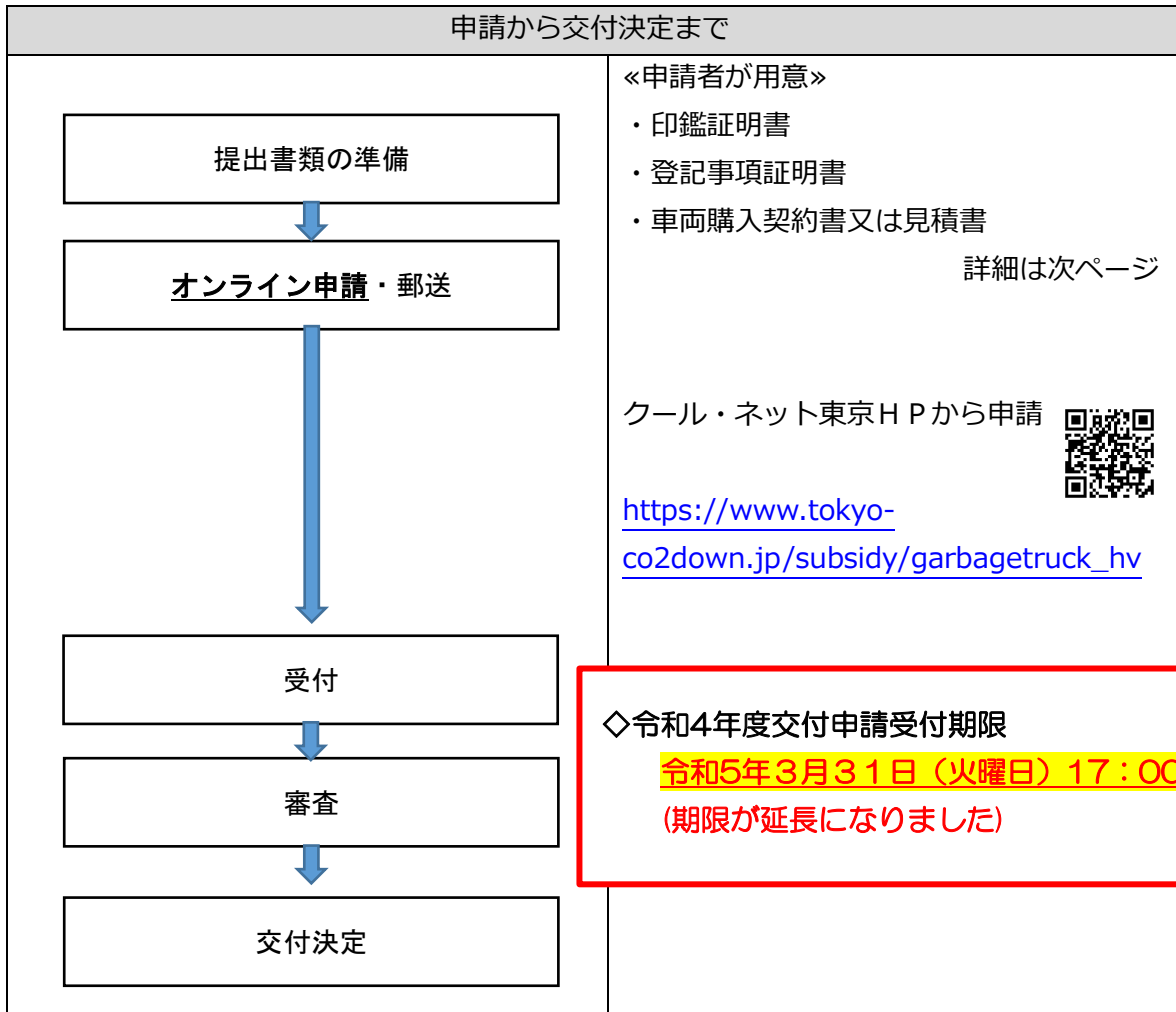 申請から交付決定まで
提出書類の準備
オンライン申請・郵送
受付
審査
交付決定
≪申請者が用意≫
・印鑑証明書
・登記事項証明書
・車両購入契約書又は見積書
詳細は次ページ
クール・ネット東京ＨＰから申請
https://www.tokyo-
co2down.jp/subsidy/garbagetruck_hv
◇令和4年度交付申請受付期限
令和5年３月３１日（火曜日）17：00
(期限が延長になりました)